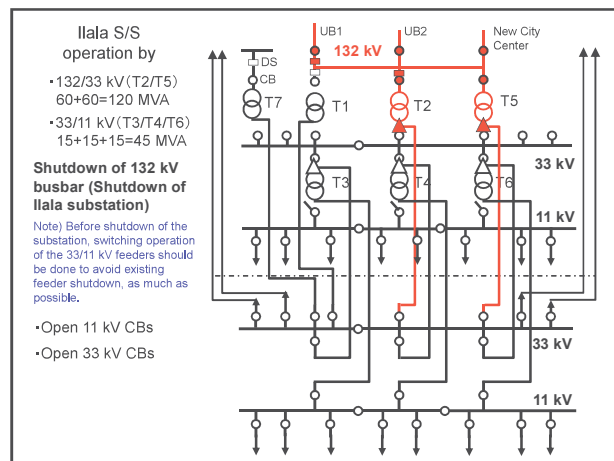 Ilala S/S
operation by
・132/33 kV(T2/T5)
60+60=120 MVA
・33/11 kV(T3/T4/T6)
15+15+15=45 MVA
Shutdown of 132 kV
busbar (Shutdown of
Ilala substation)
Note) Before shutdown of the
substation, switching operation
of the 33/11 kV feeders should
be done to avoid existing
feeder shutdown, as much as
possible.
・Open 11 kV CBs
・Open 33 kV CBs
UB1
UB2
New City
Center
132 kV
DS
CB
T7
T1
T2
T5
33 kV
T3
T4
T6
11 kV
33 kV
11 kV